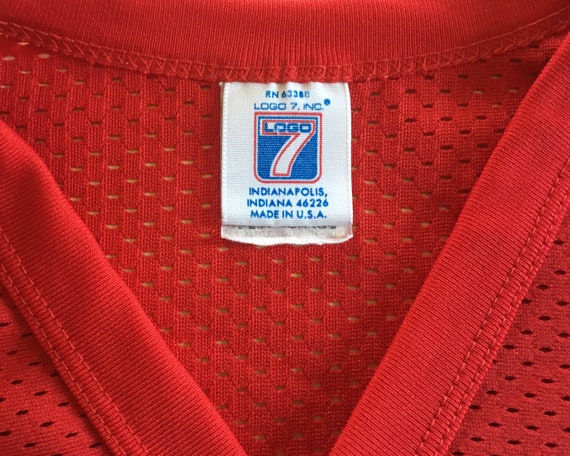 RN 63380
LOGO 7, INC.®
LOGO
7
INDIANAPOLIS,
INDIANA 46226
MADE IN U.S.A.